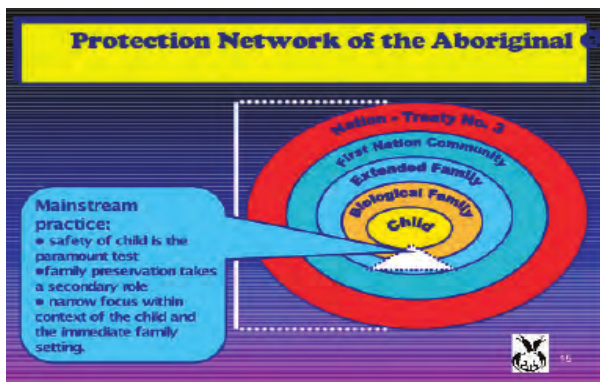 Protection Network of the Aboriginal
Nation - Treaty No. 3
First Nation Community
Extended Family
Biological Family
Child
Mainstream
practice:
• safety of child is the
paramount test
•family preservation takes
a secondary role
• narrow focus within
context of the child and
the immediate family
setting.